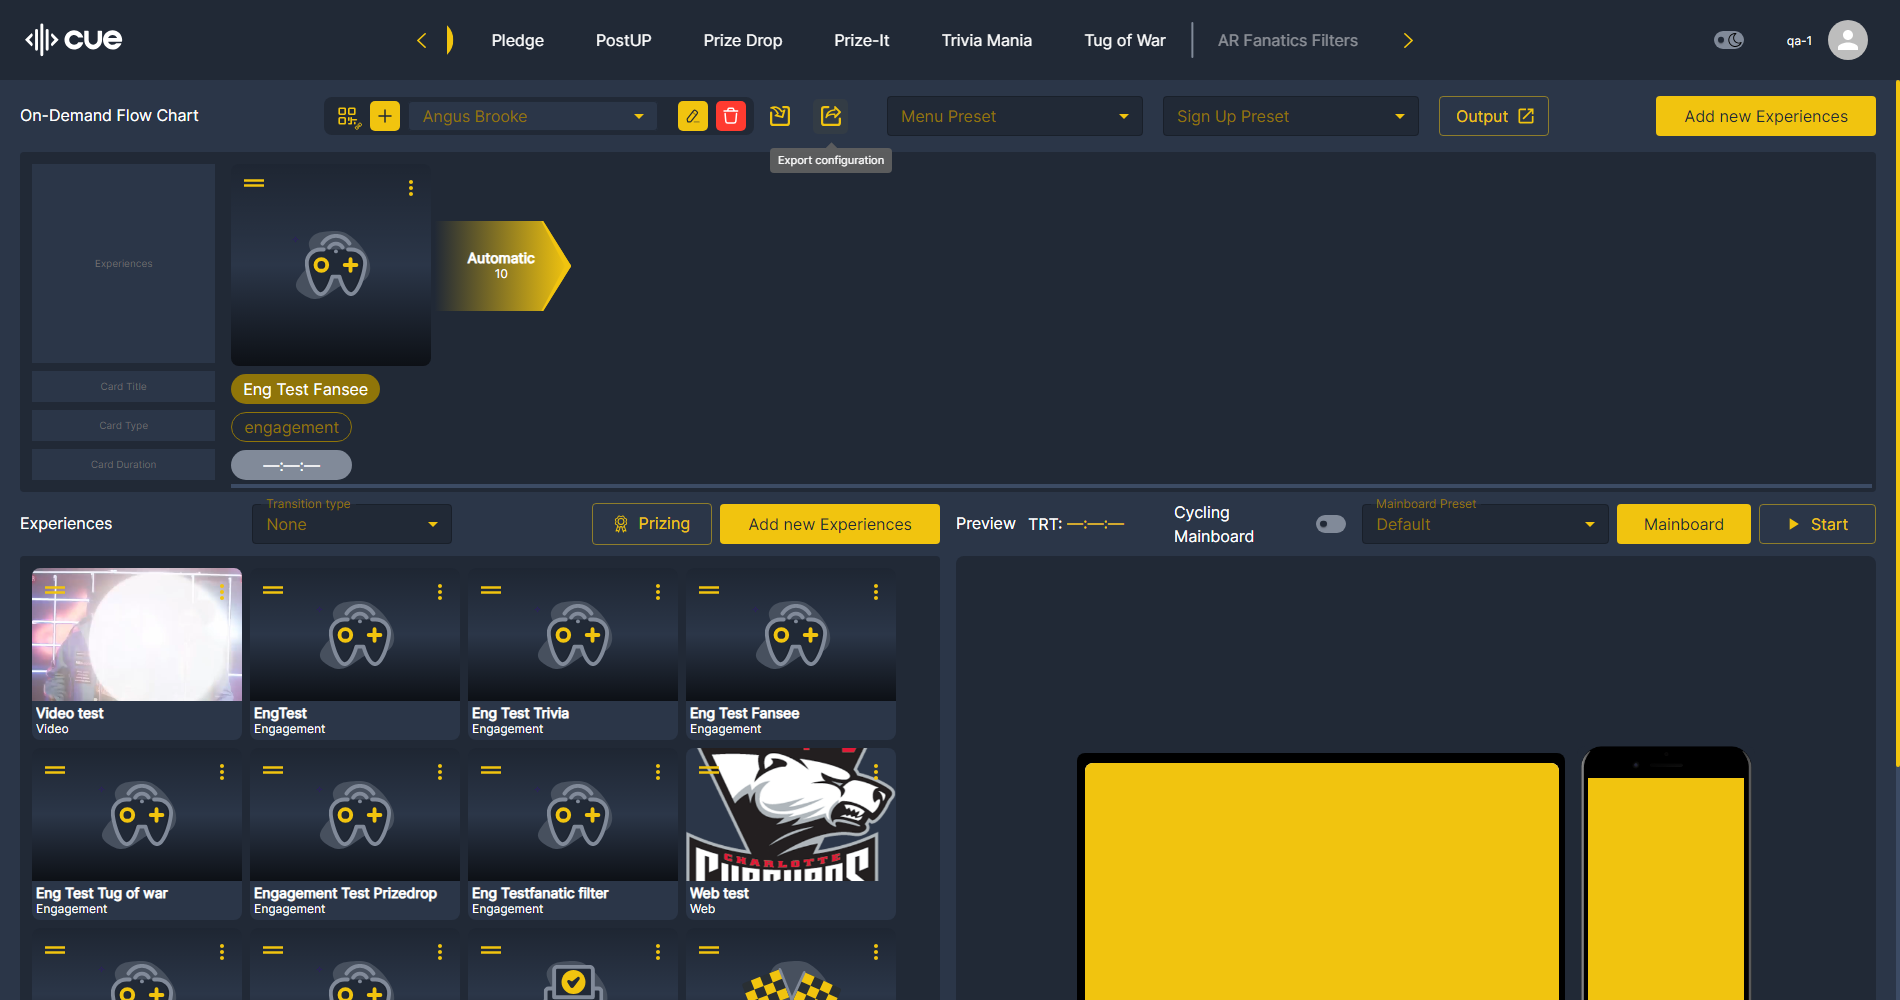 cue
Pledge
PostUP
Prize Drop
Prize-It
Trivia Mania
Tug of War
AR Fanatics Filters
qa-1
On-Demand Flow Chart
Angus Brooke
Menu Preset
Sign Up Preset
Output
Add new Experiences
Export configuration
Experiences
Automatic
10
Card Title
Eng Test Fansee
Card Type
engagement
Card Duration
—:—:—
Experiences
Transition type
None
Prizing
Add new Experiences
Preview
TRT: —:—:—
Cycling
Mainboard
Mainboard Preset
Default
Mainboard
Start
Video test
Video
EngTest
Engagement
Eng Test Trivia
Engagement
Eng Test Fansee
Engagement
CHARLOTTE
Eng Test Tug of war
Engagement
Engagement Test Prizedrop
Engagement
Eng Testfanatic filter
Engagement
Web test
Web